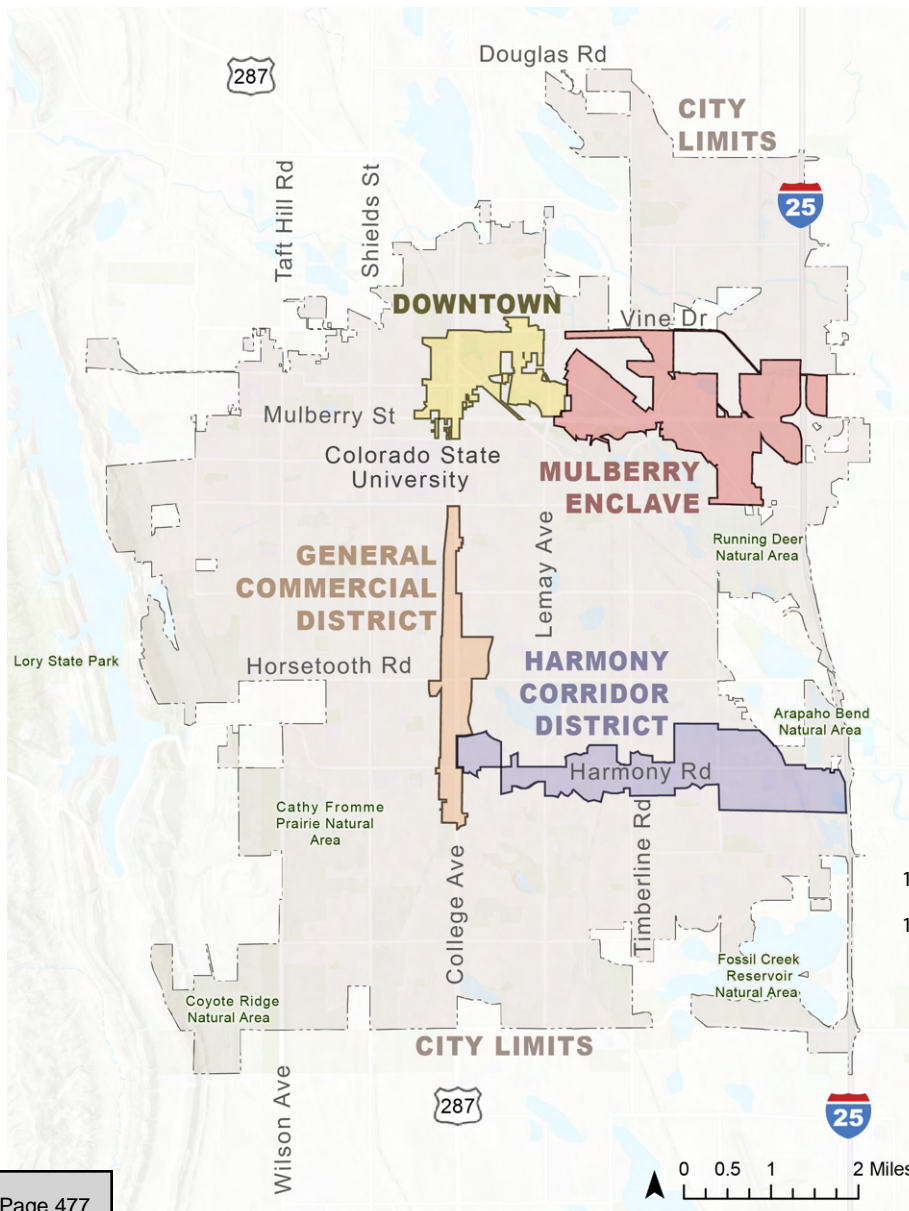 Douglas Rd
287
CITY
LIMITS
25
Taft Hill Rd
Shields St
DOWNTOWN
Vine Dr
Mulberry St
Colorado State
University
MULBERRY
ENCLAVE
Lemay Ave
Running Deer
Natural Area
GENERAL
COMMERCIAL
DISTRICT
Lory State Park
Horsetooth Rd
HARMONY
CORRIDOR
DISTRICT
Arapaho Bend
Natural Area
Harmony Rd
Cathy Fromme
Prairie Natural
Area
College Ave
Timberline Rd
1
1
Fossil Creek
Reservoir
Natural Area
Coyote Ridge
Natural Area
CITY LIMITS
Wilson Ave
287
25
0 0.5 1 2 Miles
Page 477